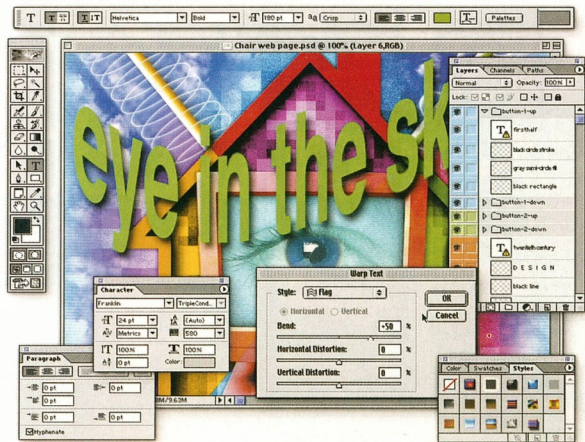 T Helvetica Bold T 180 pt aa Crisp Palettes
Chair web page.psd @ 100% (Layer 6,RGB)
eye in the sk
Layers Channels Paths
Normal Opacity: 100%
Lock:
button-1-up
firsthalf
black circle stroke
gray semi-circle fill
black rectangle
button-1-down
button-2-up
button-2-down
twentieth century
D E S I G N
black line
Warp Text
Style: Flag
Horizontal Vertical
Bend: +50 %
Horizontal Distortion: 0 %
Vertical Distortion: 0 %
OK
Cancel
Character
Franklin TripleCond...
24 pt (Auto)
Metrics 580
100% 100%
0 pt Color:
Paragraph
0 pt 0 pt
0 pt
0 pt 0 pt
Hyphenate
M/9.63M
Color Swatches Styles